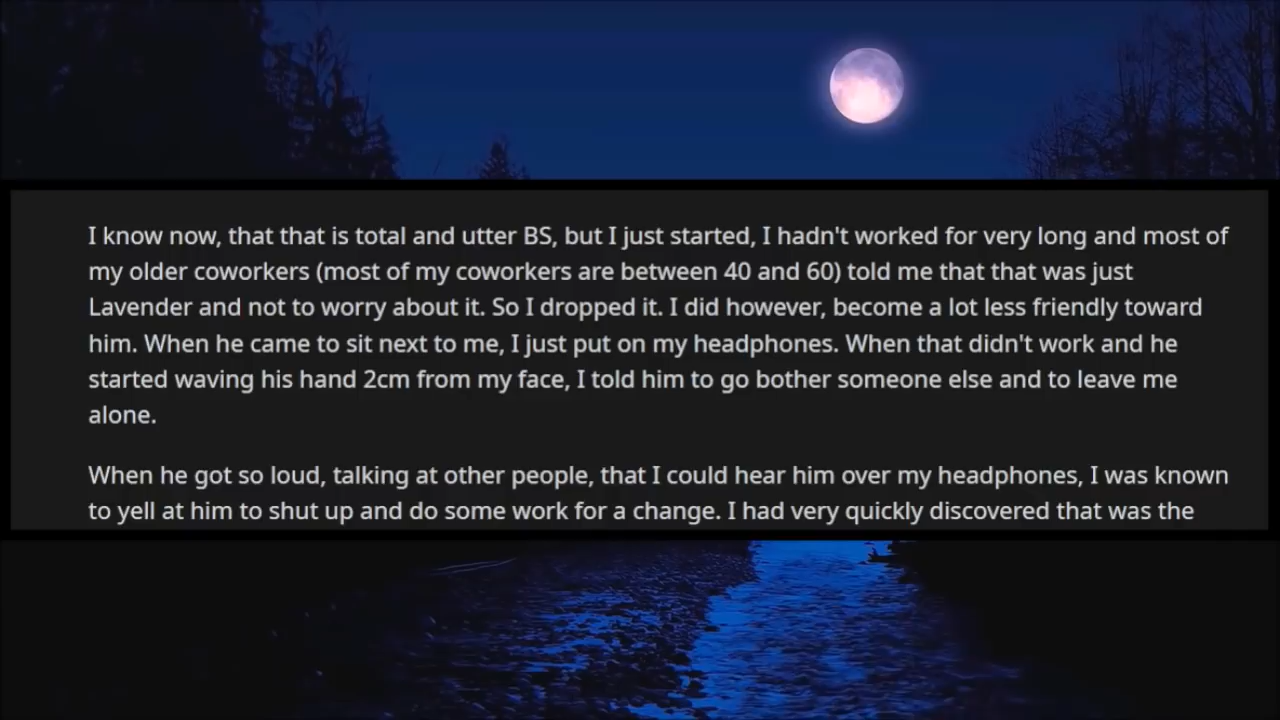 I know now, that that is total and utter BS, but I just started, I hadn't worked for very long and most of
my older coworkers (most of my coworkers are between 40 and 60) told me that that was just
Lavender and not to worry about it. So I dropped it. I did however, become a lot less friendly toward
him. When he came to sit next to me, I just put on my headphones. When that didn't work and he
started waving his hand 2cm from my face, I told him to go bother someone else and to leave me
alone.
When he got so loud, talking at other people, that I could hear him over my headphones, I was known
to yell at him to shut up and do some work for a change. I had very quickly discovered that was the